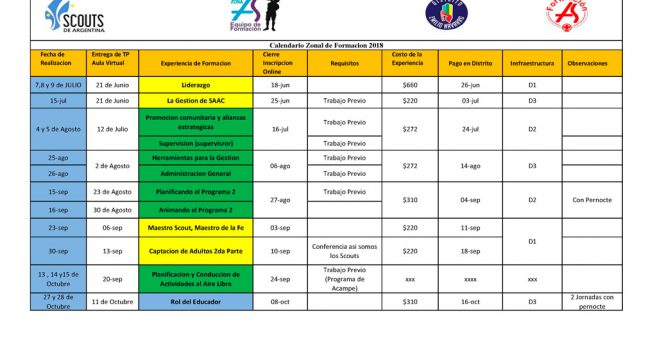 SCOUTS
DE ARGENTINA
Equipo de
Formación
Calendario Zonal de Formacion 2018
Fecha de Realizacion | Entrega de TP Aula Virtual | Experiencia de Formacion | Cierre Inscripcion Online | Requisitos | Costo de la Experiencia | Pago en Distrito | Insfraestructura | Observaciones
7,8 y 9 de JULIO | 21 de Junio | Liderazgo | 18-jun | $660 | 26-jun | D1
15-jul | 21 de Junio | La Gestion de SAAC | 25-jun | Trabajo Previo | $220 | 03-jul | D3
4 y 5 de Agosto | 12 de Julio | Promocion comunitaria y alianzas estrategicas | 16-jul | Trabajo Previo | $272 | 24-jul | D2
Supervision (supervisror) | Trabajo Previo
25-ago | 2 de Agosto | Herramientas para la Gestion | 06-ago | Trabajo Previo | $272 | 14-ago | D3
26-ago | Administracion General | Trabajo Previo
15-sep | 23 de Agosto | Planificando el Programa 2 | 27-ago | Trabajo Previo | $310 | 04-sep | D2 | Con Pernocte
16-sep | 30 de Agosto | Animando el Programa 2
23-sep | 06-sep | Maestro Scout, Maestro de la Fe | 03-sep | $220 | 11-sep | D1
30-sep | 13-sep | Captacion de Adultos 2da Parte | 10-sep | Conferencia asi somos los Scouts | $220 | 18-sep
13 , 14 y15 de Octubre | 20-sep | Planificacion y Conduccion de Actividades al Aire Libre | 24-sep | Trabajo Previo (Programa de Acampe) | xxx | xxxx | xxx
27 y 28 de Octubre | 11 de Octubre | Rol del Educador | 08-oct | $310 | 16-oct | D3 | 2 Jornadas con pernocte